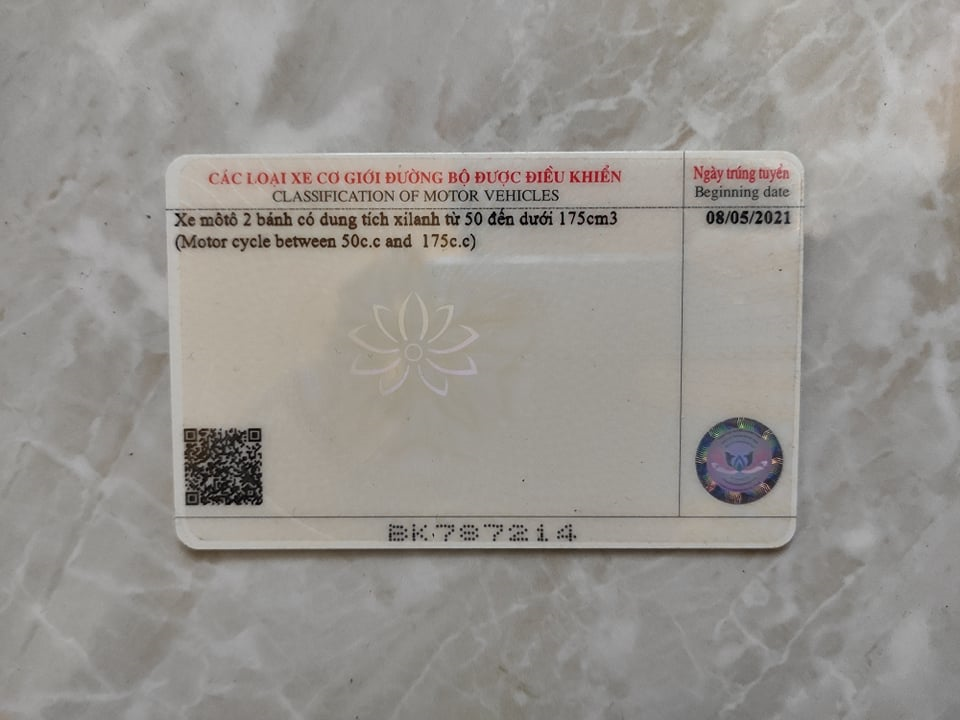 CÁC LOẠI XE CƠ GIỚI ĐƯỜNG BỘ ĐƯỢC ĐIỀU KHIỂN
CLASSIFICATION OF MOTOR VEHICLES
Ngày trúng tuyển
Beginning date
Xe môtô 2 bánh có dung tích xilanh từ 50 đến dưới 175cm3
(Motor cycle between 50c.c and 175c.c)
08/05/2021
BK787214